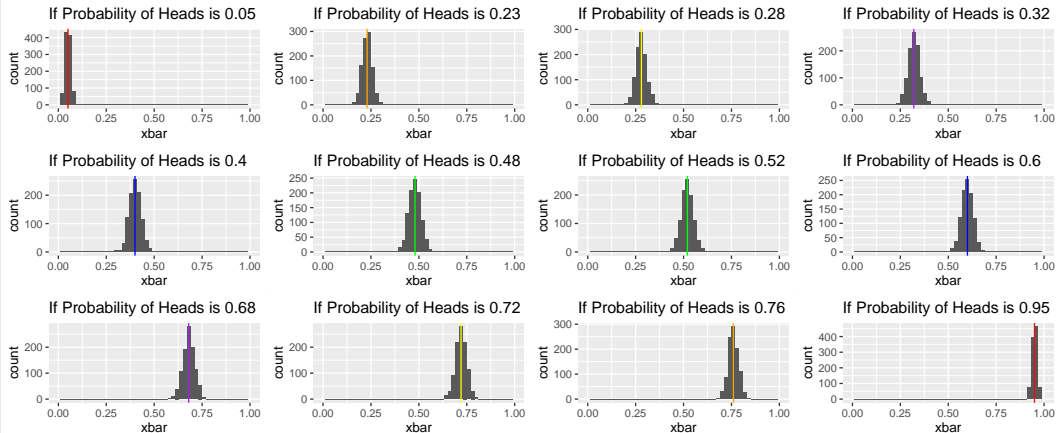 If Probability of Heads is 0.05
400
300
200
100
0
count
0.00 0.25 0.50 0.75 1.00
xbar
If Probability of Heads is 0.23
300
200
100
0
count
0.00 0.25 0.50 0.75 1.00
xbar
If Probability of Heads is 0.28
300
200
100
0
count
0.00 0.25 0.50 0.75 1.00
xbar
If Probability of Heads is 0.32
200
100
0
count
0.00 0.25 0.50 0.75 1.00
xbar
If Probability of Heads is 0.4
200
100
0
count
0.00 0.25 0.50 0.75 1.00
xbar
If Probability of Heads is 0.48
250
200
150
100
50
0
count
0.00 0.25 0.50 0.75 1.00
xbar
If Probability of Heads is 0.52
200
100
0
count
0.00 0.25 0.50 0.75 1.00
xbar
If Probability of Heads is 0.6
250
200
150
100
50
0
count
0.00 0.25 0.50 0.75 1.00
xbar
If Probability of Heads is 0.68
200
100
0
count
0.00 0.25 0.50 0.75 1.00
xbar
If Probability of Heads is 0.72
200
100
0
count
0.00 0.25 0.50 0.75 1.00
xbar
If Probability of Heads is 0.76
300
200
100
0
count
0.00 0.25 0.50 0.75 1.00
xbar
If Probability of Heads is 0.95
400
300
200
100
0
count
0.00 0.25 0.50 0.75 1.00
xbar